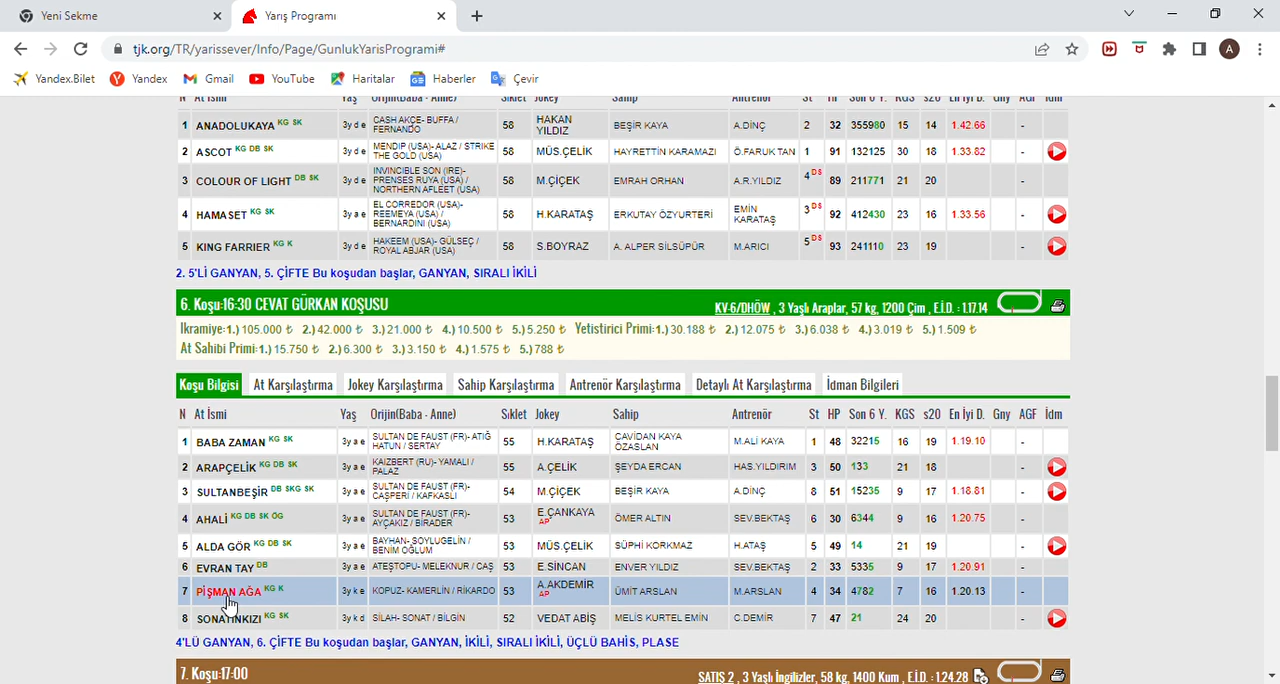 Yeni Sekme
Yarış Programı
tjk.org/TR/yarissever/Info/Page/GunlukYarisProgrami#
A
Yandex.Bilet Yandex Gmail YouTube Haritalar Haberler Çevir
N At İsmi Yaş Orijin(Baba - Anne) Sıklet Jokey Sahip Antrenör St HP Son 6 Y. KGS s20 En İyi D. Gny AGF İdm
1 ANADOLUKAYA KG SK 3y d e CASH AKÇE- BUFFA / FERNANDO 58 HAKAN YILDIZ BEŞİR KAYA A.DİNÇ 2 32 355980 15 14 1.42.66 -
2 ASCOT KG DB SK 3y d e MENDIP (USA)- ALAZ / STRIKE THE GOLD (USA) 58 MÜS.ÇELİK HAYRETTİN KARAMAZI Ö.FARUK TAN 1 91 132125 30 18 1.33.82 -
3 COLOUR OF LIGHT DB SK 3y d e INVINCIBLE SON (IRE)- PRENSES RUYA (USA) / NORTHERN AFLEET (USA) 58 M.ÇİÇEK EMRAH ORHAN A.R.YILDIZ 4 DS 89 211771 21 20 -
4 HAMASET KG SK 3y a e EL CORREDOR (USA)- REEMEYA (USA) / BERNARDINI (USA) 58 H.KARATAŞ ERKUTAY ÖZYURTERİ EMİN KARATAŞ 3 DS 92 412430 23 16 1.33.56 -
5 KING FARRIER KG K 3y d e HAKEEM (USA)- GÜLSEÇ / ROYAL ABJAR (USA) 58 S.BOYRAZ A. ALPER SİLSÜPÜR M.ARICI 5 DS 93 241110 23 19 -
2. 5'Lİ GANYAN, 5. ÇİFTE Bu koşudan başlar, GANYAN, SIRALI İKİLİ
6. Koşu:16:30 CEVAT GÜRKAN KOŞUSU KV-6/DHÖW , 3 Yaşlı Araplar, 57 kg, 1200 Çim , E.İ.D. : 1.17.14
Ikramiye:1.) 105.000 ₺ 2.) 42.000 ₺ 3.) 21.000 ₺ 4.) 10.500 ₺ 5.) 5.250 ₺ Yetistirici Primi:1.) 30.188 ₺ 2.) 12.075 ₺ 3.) 6.038 ₺ 4.) 3.019 ₺ 5.) 1.509 ₺
At Sahibi Primi:1.) 15.750 ₺ 2.) 6.300 ₺ 3.) 3.150 ₺ 4.) 1.575 ₺ 5.) 788 ₺
Koşu Bilgisi At Karşılaştırma Jokey Karşılaştırma Sahip Karşılaştırma Antrenör Karşılaştırma Detaylı At Karşılaştırma İdman Bilgileri
N At İsmi Yaş Orijin(Baba - Anne) Sıklet Jokey Sahip Antrenör St HP Son 6 Y. KGS s20 En İyi D. Gny AGF İdm
1 BABA ZAMAN KG SK 3y a e SULTAN DE FAUST (FR)- ATIĞ HATUN / SERTAY 55 H.KARATAŞ CAVİDAN KAYA ÖZASLAN M.ALİ KAYA 1 48 32215 16 19 1.19.10 -
2 ARAPÇELİK KG DB SK 3y a e KAIZBERT (RU)- YAMALI / PALAZ 55 A.ÇELİK ŞEYDA ERCAN HAS.YILDIRIM 3 50 133 21 18 -
3 SULTANBEŞİR DB SKG SK 3y a e SULTAN DE FAUST (FR)- CAŞPERİ / KAFKASLI 54 M.ÇİÇEK BEŞİR KAYA A.DİNÇ 8 51 15235 9 17 1.18.81 -
4 AHALİ KG DB SK ÖG 3y a e SULTAN DE FAUST (FR)- AYÇAKIZ / BİRADER 53 E.ÇANKAYA AP ÖMER ALTIN SEV.BEKTAŞ 6 30 6344 9 16 1.20.75 -
5 ALDA GÖR KG DB SK 3y a e BAYHAN- SOYLUGELİN / BENİM OĞLUM 53 MÜS.ÇELİK SÜPHİ KORKMAZ H.ATAŞ 5 49 14 21 19 -
6 EVRAN TAY DB 3y a e ATEŞTOPU- MELEKNUR / CAŞ 53 E.SİNCAN ENVER YILDIZ SEV.BEKTAŞ 2 33 5335 9 17 1.20.91 -
7 PİŞMAN AĞA KG K 3y k e KOPUZ- KAMERLİN / RİKARDO 53 A.AKDEMİR AP ÜMİT ARSLAN M.ARSLAN 4 34 4782 7 16 1.20.13 -
8 SONATINKIZI KG SK 3y k d SİLAH- SONAT / BİLGİN 52 VEDAT ABİŞ MELİS KURTEL EMİN C.DEMİR 7 47 21 24 20 -
4'LÜ GANYAN, 6. ÇİFTE Bu koşudan başlar, GANYAN, İKİLİ, SIRALI İKİLİ, ÜÇLÜ BAHİS, PLASE
7. Koşu:17:00 SATIŞ 2 , 3 Yaşlı İngilizler, 58 kg, 1400 Kum , E.İ.D. : 1.24.28